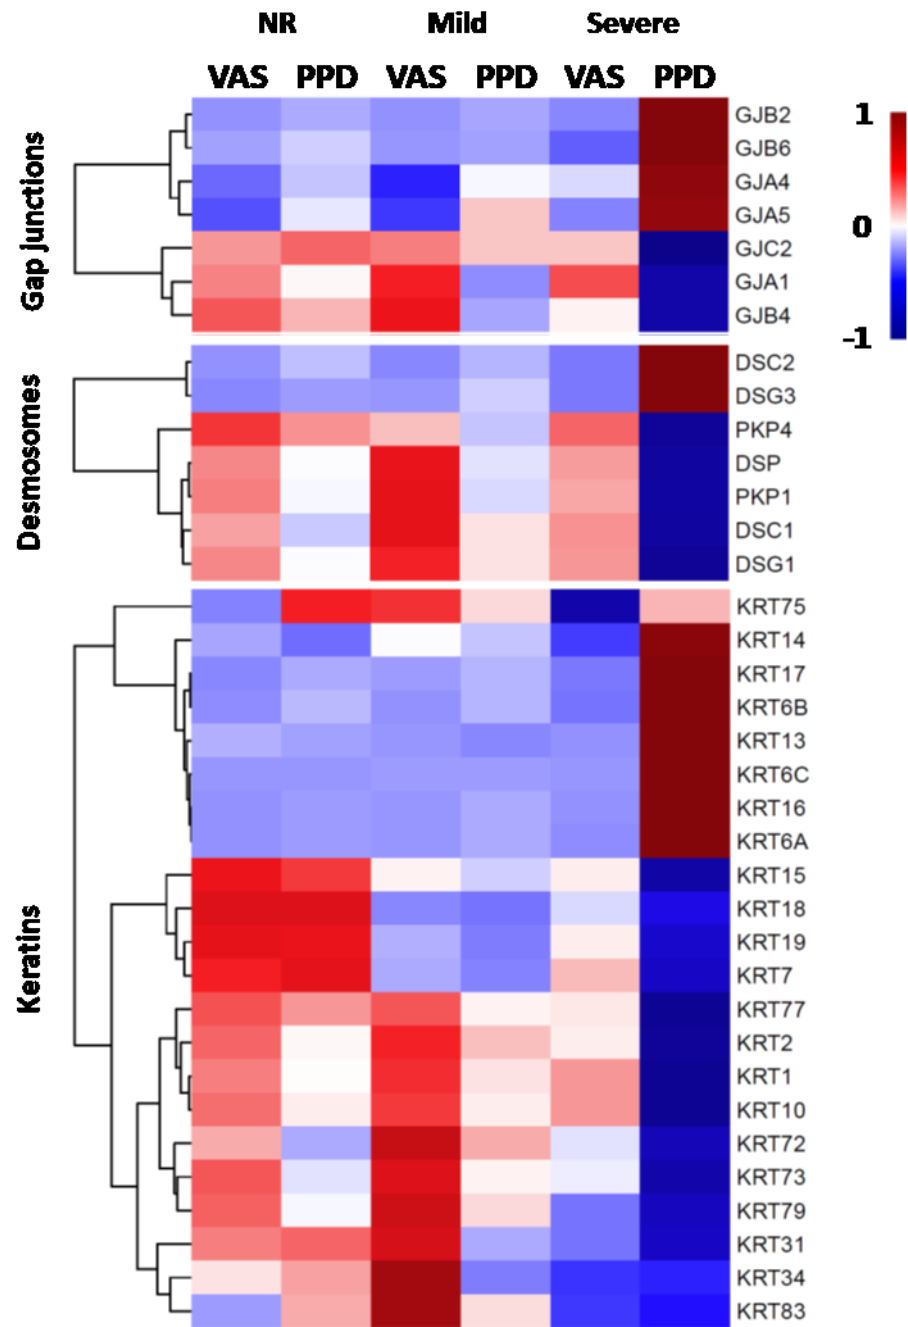 NR Mild Severe
VAS PPD VAS PPD VAS PPD
Gap junctions
GJB2
GJB6
GJA4
GJA5
GJC2
GJA1
GJB4
1
0
-1
Desmosomes
DSC2
DSG3
PKP4
DSP
PKP1
DSC1
DSG1
Keratins
KRT75
KRT14
KRT17
KRT6B
KRT13
KRT6C
KRT16
KRT6A
KRT15
KRT18
KRT19
KRT7
KRT77
KRT2
KRT1
KRT10
KRT72
KRT73
KRT79
KRT31
KRT34
KRT83